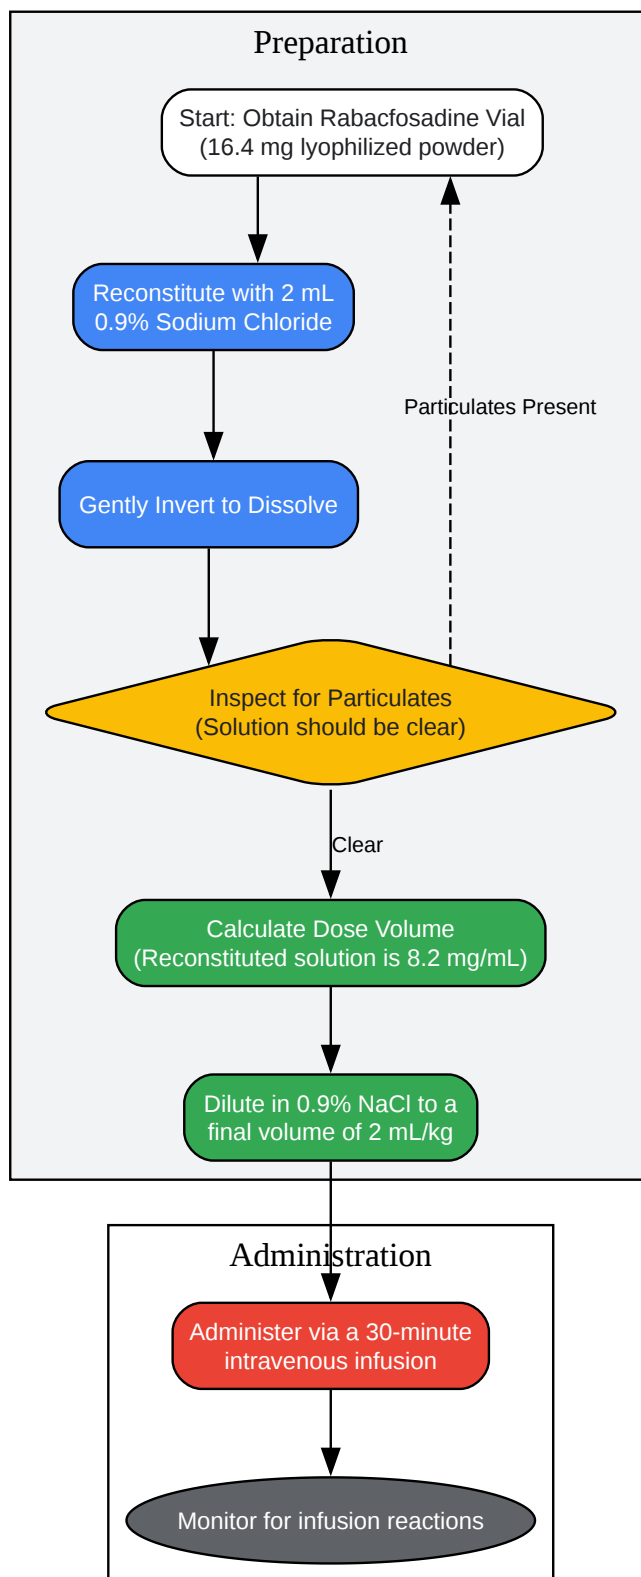 Preparation
Start: Obtain Rabacfosadine Vial
(16.4 mg lyophilized powder)
Reconstitute with 2 mL
0.9% Sodium Chloride
Particulates Present
Gently Invert to Dissolve
Inspect for Particulates
(Solution should be clear)
Clear
Calculate Dose Volume
(Reconstituted solution is 8.2 mg/mL)
Dilute in 0.9% NaCl to a
final volume of 2 mL/kg
Administration
Administer via a 30-minute
intravenous infusion
Monitor for infusion reactions